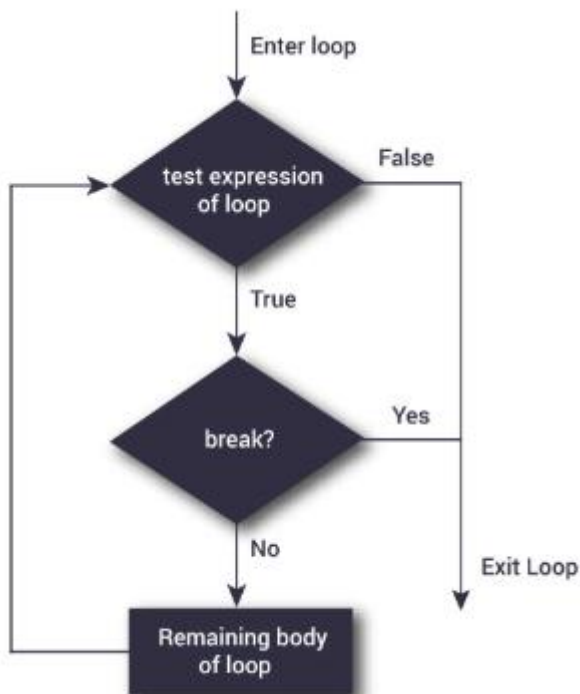 Enter loop
test expression
of loop
False
True
break?
Yes
No
Exit Loop
Remaining body
of loop